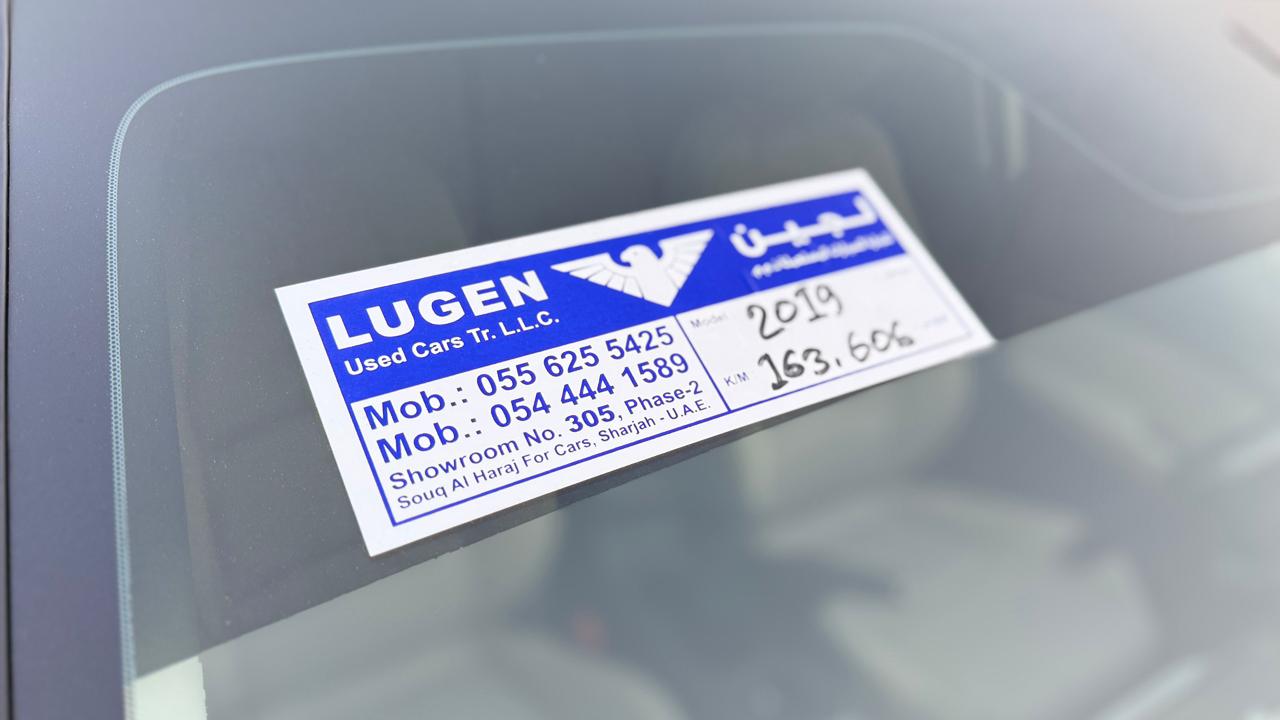 LUGEN
Used Cars Tr. L.L.C.
لجين
Mob.: 055 625 5425
Mob.: 054 444 1589
Showroom No. 305, Phase-2
Souq Al Haraj For Cars, Sharjah - U.A.E.
Model 2019
K/M 163,606